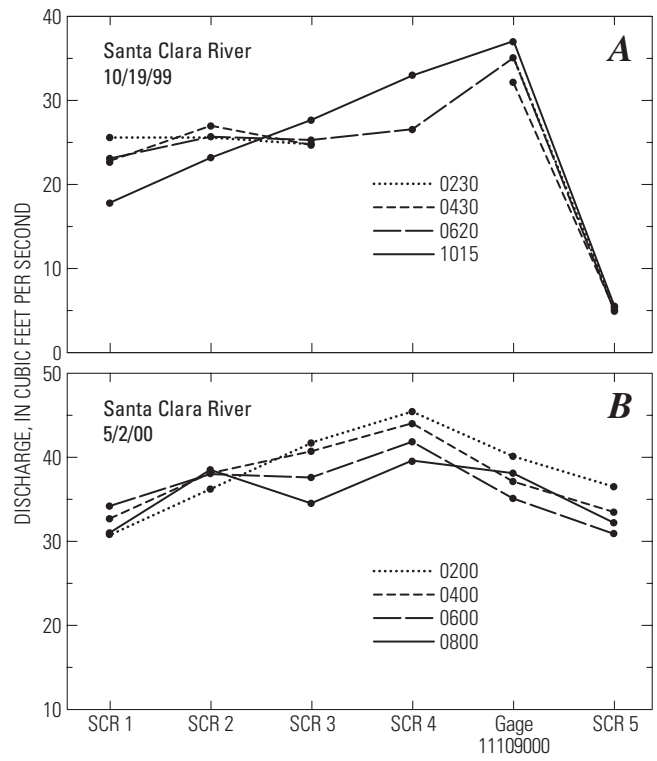 DISCHARGE, IN CUBIC FEET PER SECOND
40
30
25
20
10
0
Santa Clara River
10/19/99
A
0230
0430
0620
1015
50
40
30
20
10
Santa Clara River
5/2/00
B
0200
0400
0600
0800
SCR 1
SCR 2
SCR 3
SCR 4
Gage
11109000
SCR 5